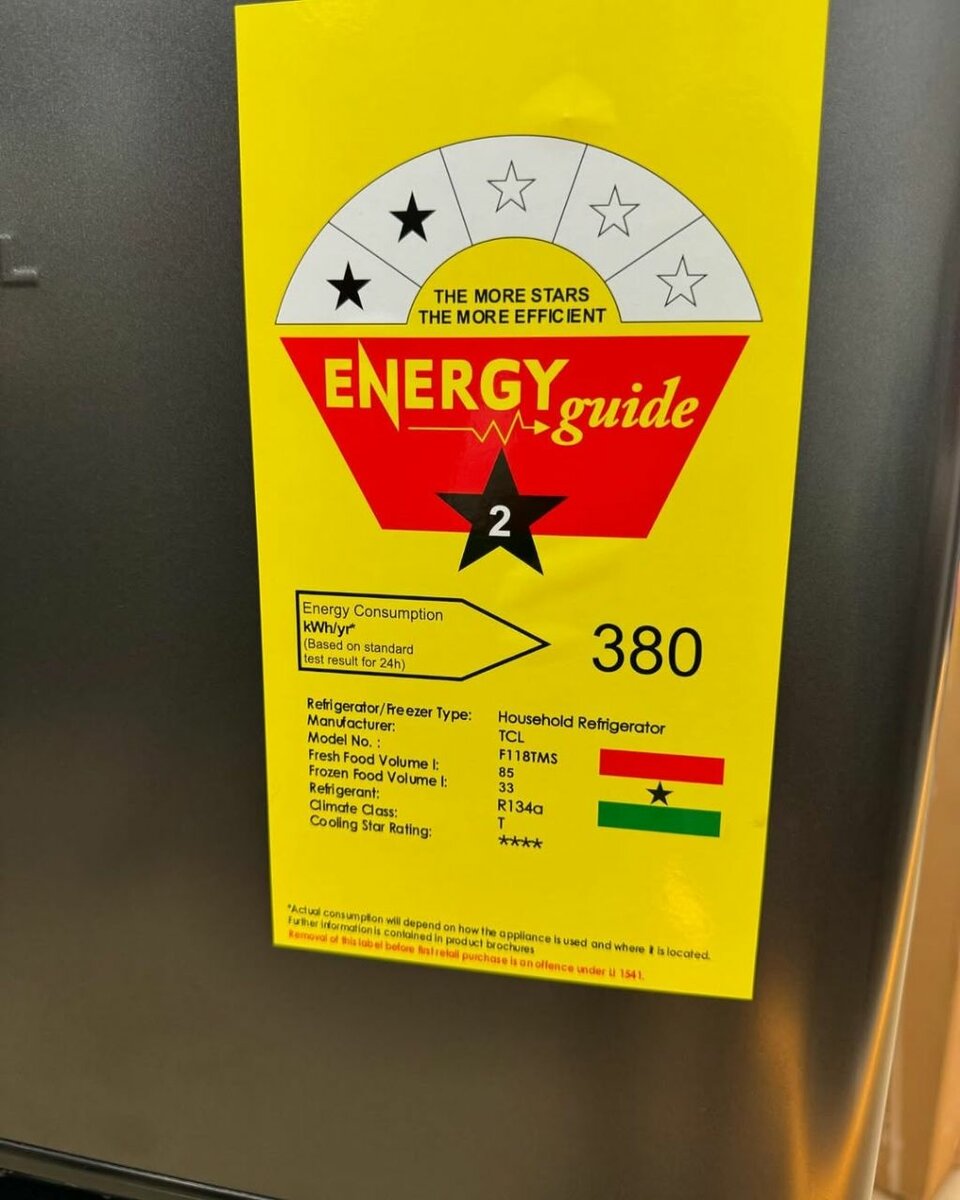 L
THE MORE STARS
THE MORE EFFICIENT
ENERGY guide
2
Energy Consumption
kWh/yr*
(Based on standard
test result for 24h)
380
Refrigerator/Freezer Type: Household Refrigerator
Manufacturer: TCL
Model No. : F118TMS
Fresh Food Volume l: 85
Frozen Food Volume l: 33
Refrigerant: R134a
Climate Class: T
Cooling Star Rating: ****
*Actual consumption will depend on how the appliance is used and where it is located.
Further information is contained in product brochures
Removal of this label before first retail purchase is an offence under LI 1541.